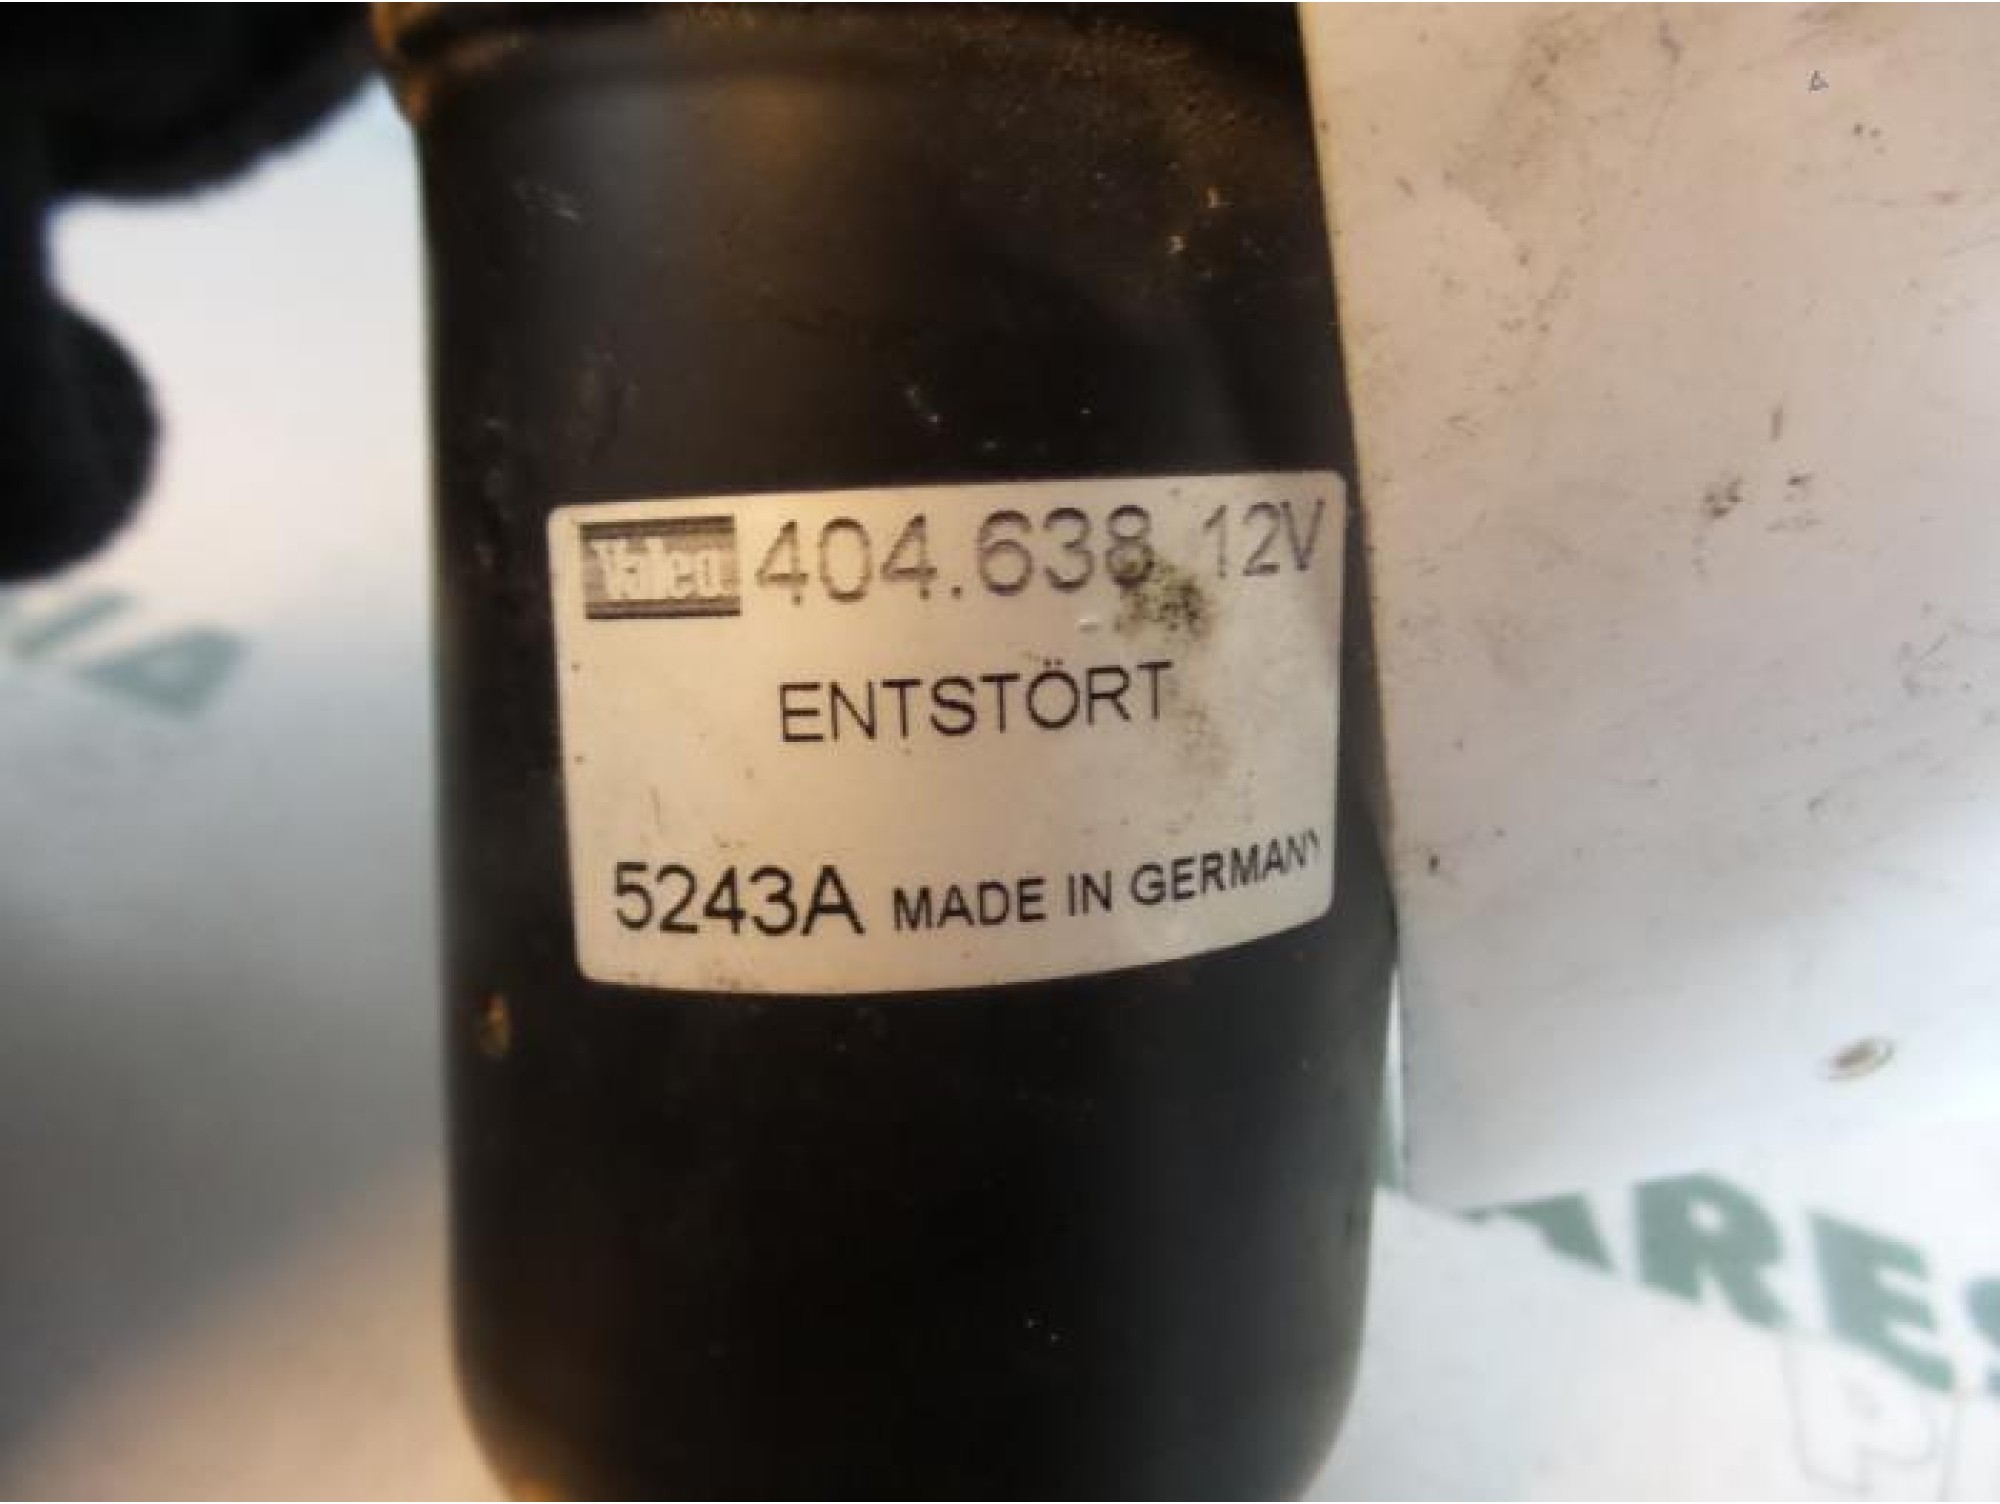 Valeo 404.638 12V
ENTSTÖRT
5243A MADE IN GERMANY